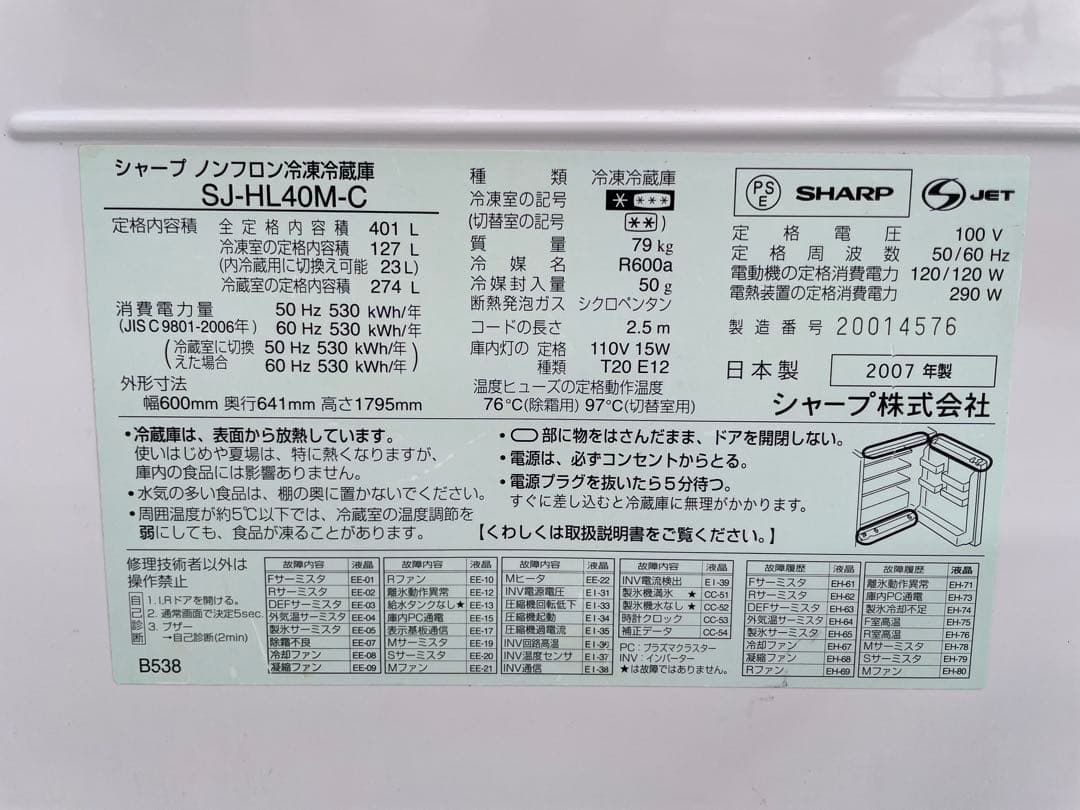 シャープ ノンフロン冷凍冷蔵庫
SJ-HL40M-C
定格内容積 全定格内容積 401 L
冷凍室の定格内容積 127 L
(内冷蔵用に切換え可能 23 L)
冷蔵室の定格内容積 274 L
消費電力量 50 Hz 530 kWh/年
(JIS C 9801-2006年) 60 Hz 530 kWh/年
(冷蔵室に切換えた場合 50 Hz 530 kWh/年
60 Hz 530 kWh/年)
外形寸法
幅600mm 奥行641mm 高さ1795mm
種類 冷凍冷蔵庫
冷凍室の記号 * ***
(切替室の記号 ** )
質量 79 kg
冷媒名 R600a
冷媒封入量 50 g
断熱発泡ガス シクロペンタン
コードの長さ 2.5 m
庫内灯の 定格 110V 15W
種類 T20 E12
温度ヒューズの定格動作温度
76℃(除霜用) 97℃(切替室用)
PSE SHARP S JET
定格電圧 100 V
定格周波数 50/60 Hz
電動機の定格消費電力 120/120 W
電熱装置の定格消費電力 290 W
製造番号 20014576
日本製 2007 年製
シャープ株式会社
・冷蔵庫は、表面から放熱しています。
使いはじめや夏場は、特に熱くなりますが、
庫内の食品には影響ありません。
・水気の多い食品は、棚の奥に置かないでください。
・周囲温度が約5℃以下では、冷蔵室の温度調節を
弱にしても、食品が凍ることがあります。
・ 部に物をはさんだまま、ドアを開閉しない。
・電源は、必ずコンセントからとる。
・電源プラグを抜いたら5分待つ。
すぐに差し込むと冷蔵庫に無理がかかります。
【くわしくは取扱説明書をご覧ください。】
修理技術者以外は
操作禁止
自己診断
1. I,Rドアを開ける。
2. 通常画面で決定5sec.
3. ブザー
→自己診断(2min)
B538
故障内容 液晶
Fサーミスタ EE-01
Rサーミスタ EE-02
DEFサーミスタ EE-03
外気温サーミスタ EE-04
製氷サーミスタ EE-05
除霜不良 EE-07
冷却ファン EE-08
凝縮ファン EE-09
故障内容 液晶
Rファン EE-10
離氷動作異常 EE-12
給水タンクなし★ EE-13
庫内PC通電 EE-15
表示基板通信 EE-17
Mサーミスタ EE-19
Sサーミスタ EE-20
Mファン EE-21
故障内容 液晶
Mヒータ EE-22
INV電源電圧 E I -31
圧縮機回転低下 E I -33
圧縮機起動 E I -34
圧縮機過電流 E I -35
INV回路高温 E I -36
INV温度センサ E I -37
INV通信 E I -38
故障内容 液晶
INV電流検出 E I -39
製氷機満氷 ★ CC-51
製氷機水なし ★ CC-52
時計クロック CC-53
補正データ CC-54
PC : プラズマクラスター
INV : インバーター
★は故障ではありません。
故障履歴 液晶
Fサーミスタ EH-61
Rサーミスタ EH-62
DEFサーミスタ EH-63
外気温サーミスタ EH-64
製氷サーミスタ EH-65
冷却ファン EH-67
凝縮ファン EH-68
Rファン EH-69
故障履歴 液晶
離氷動作異常 EH-71
庫内PC通電 EH-73
製氷冷却不足 EH-74
F室高温 EH-75
R室高温 EH-76
Mサーミスタ EH-78
Sサーミスタ EH-79
Mファン EH-80